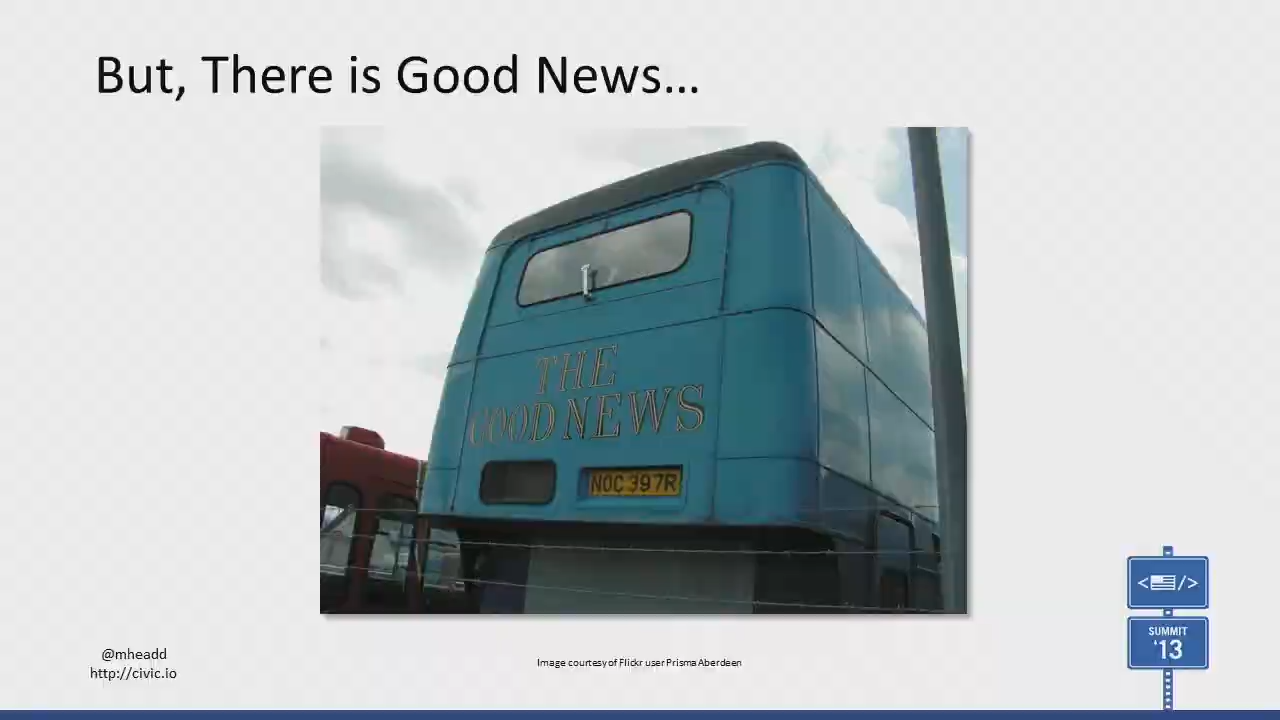 But, There is Good News...
THE
GOOD NEWS
NOC 397R
< />
SUMMIT
'13
@mheadd
http://civic.io
Image courtesy of Flickr user Prisma Aberdeen